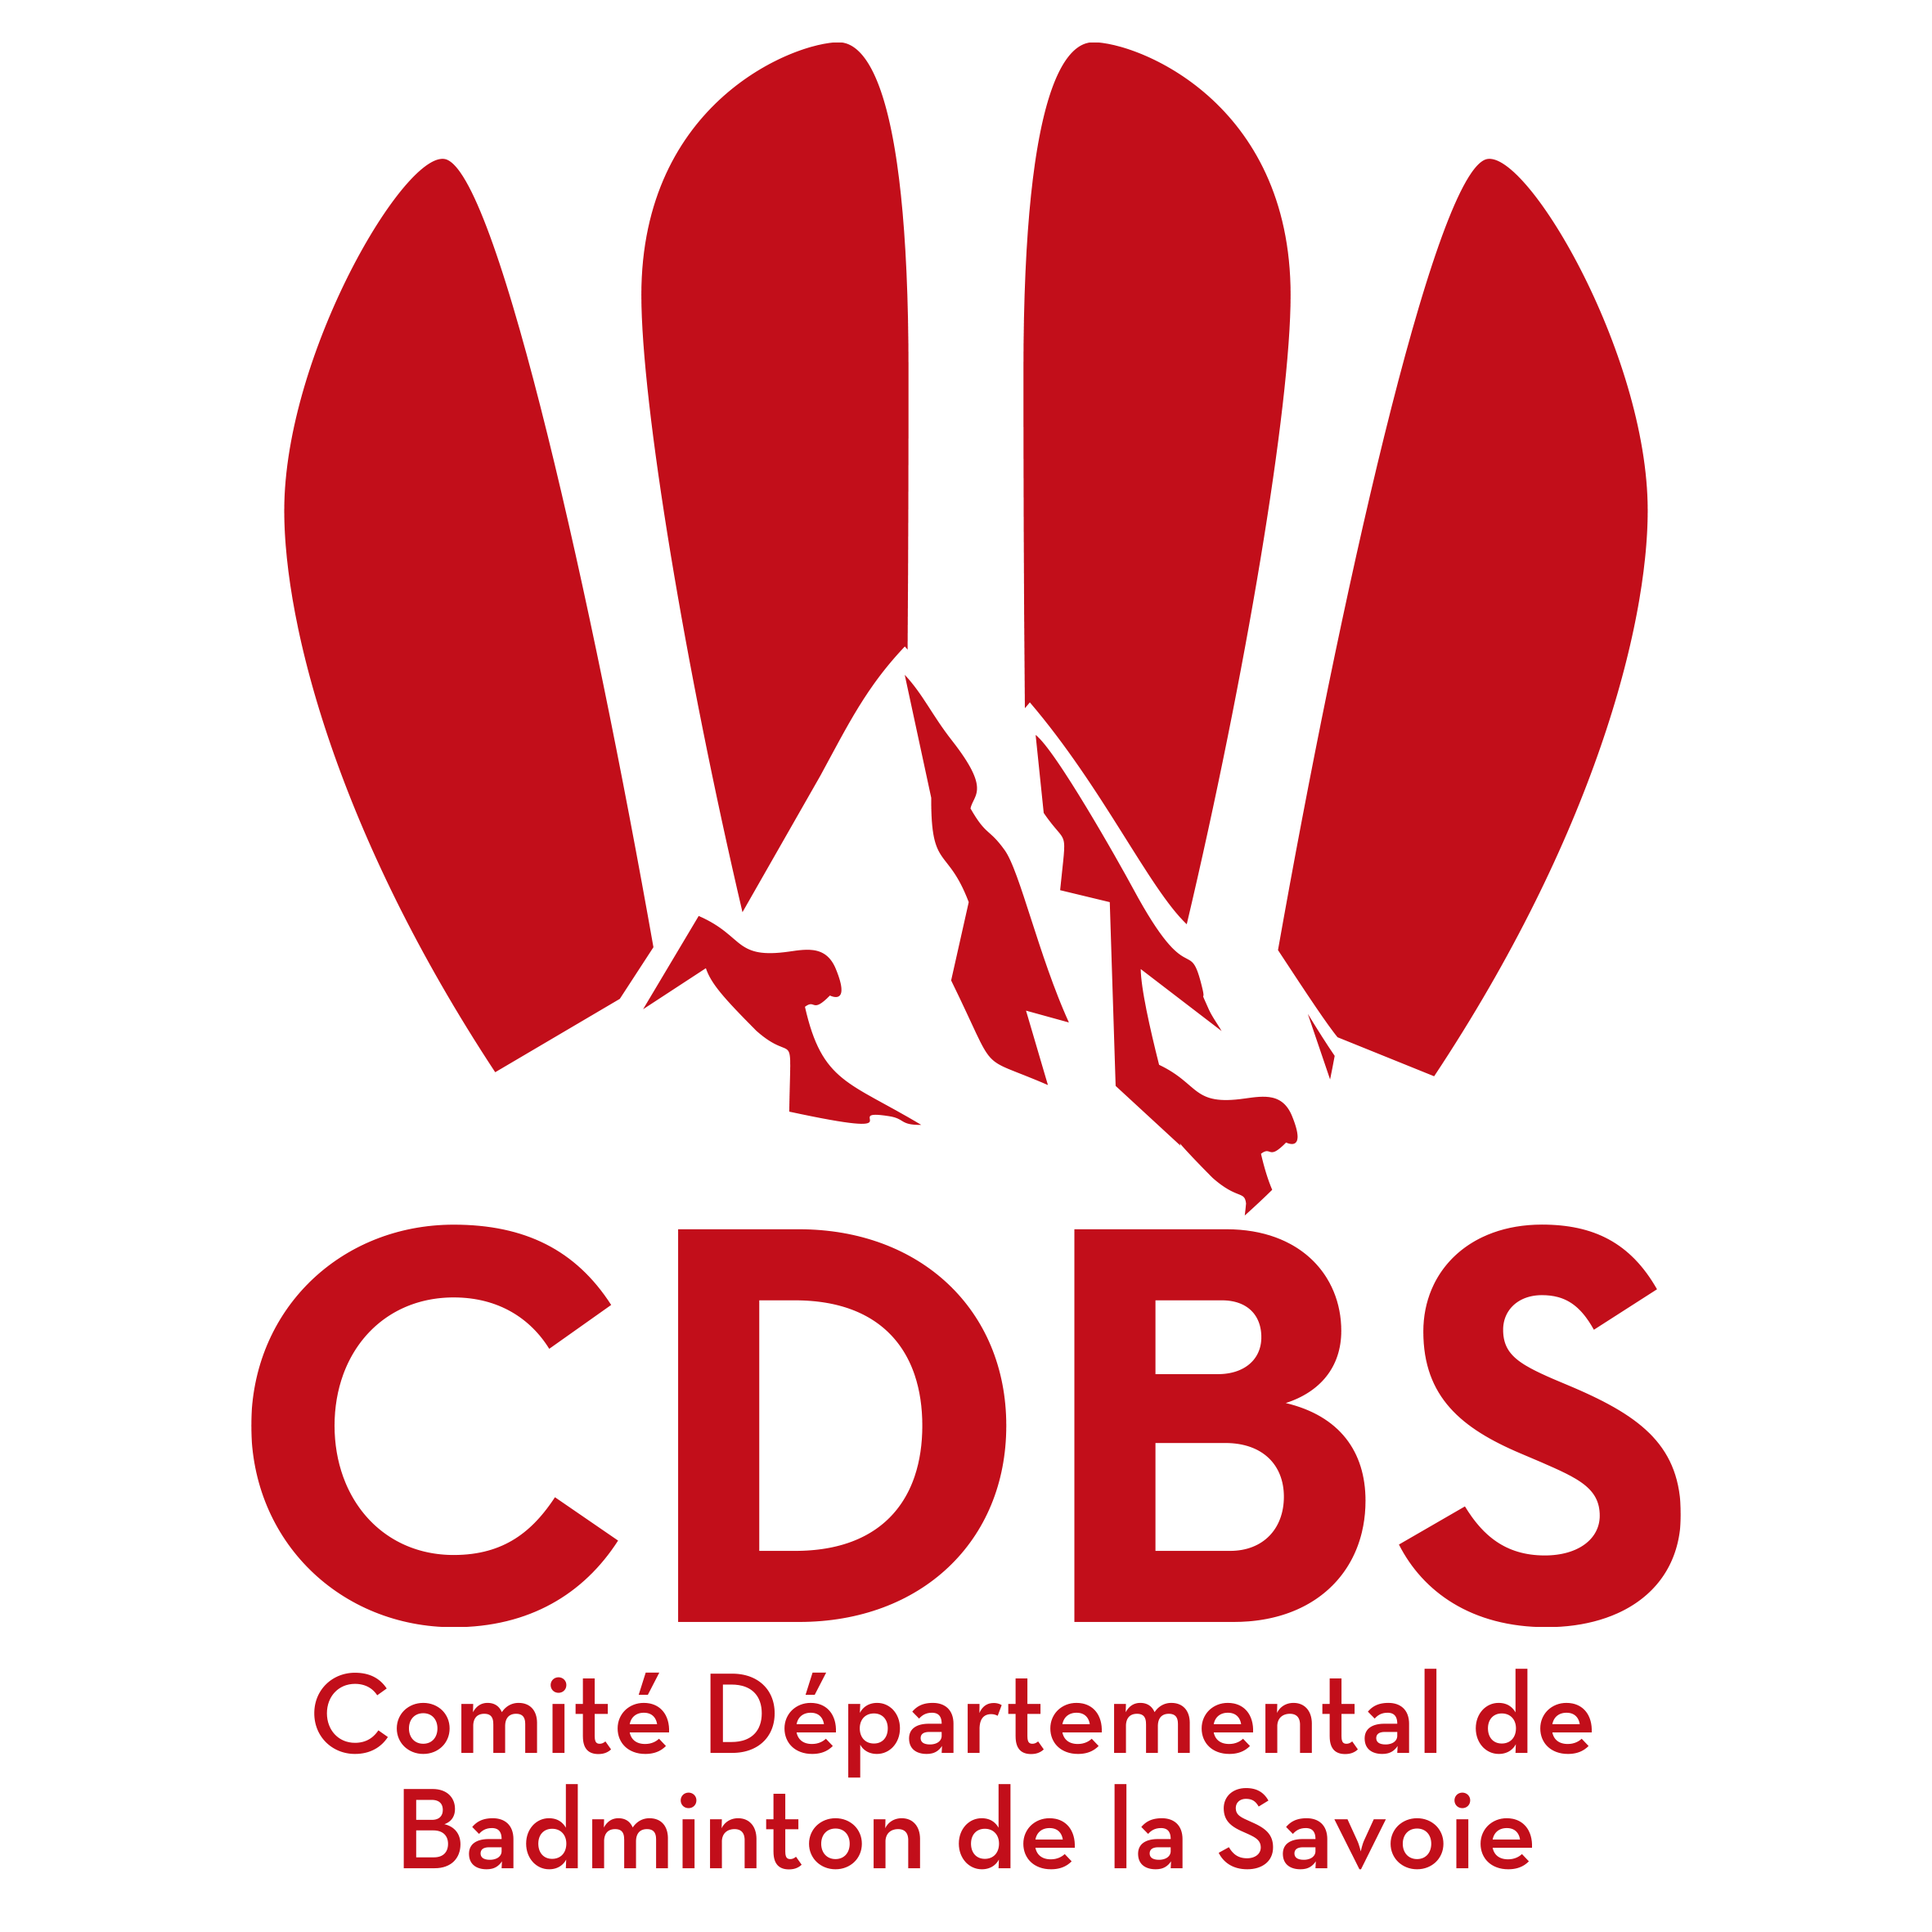 CDBS
Comité Départemental de
Badminton de la Savoie